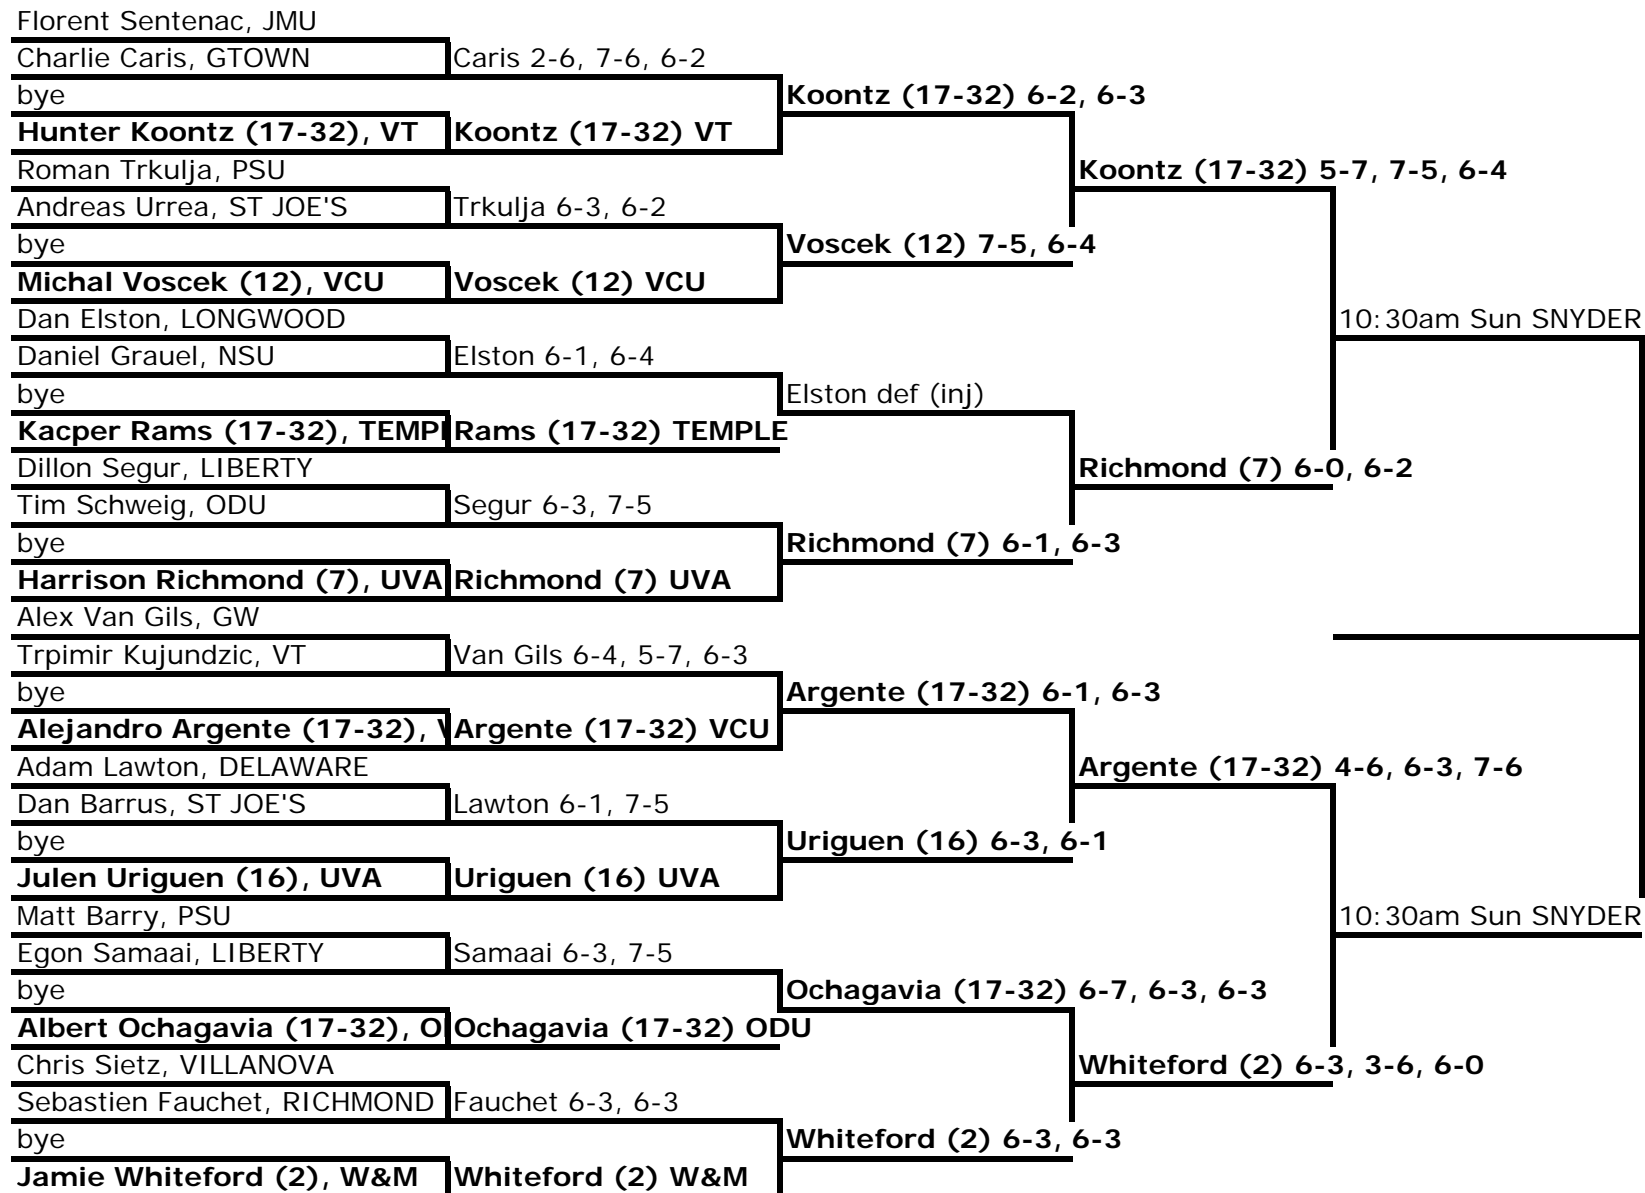 Florent Sentenac, JMU
Charlie Caris, GTOWN
Caris 2-6, 7-6, 6-2
bye
Koontz (17-32) 6-2, 6-3
Hunter Koontz (17-32), VT
Koontz (17-32) VT
Roman Trkulja, PSU
Koontz (17-32) 5-7, 7-5, 6-4
Andreas Urrea, ST JOE'S
Trkulja 6-3, 6-2
bye
Voscek (12) 7-5, 6-4
Michal Voscek (12), VCU
Voscek (12) VCU
Dan Elston, LONGWOOD
10:30am Sun SNYDER
Daniel Grauel, NSU
Elston 6-1, 6-4
bye
Elston def (inj)
Kacper Rams (17-32), TEMPL
Rams (17-32) TEMPLE
Dillon Segur, LIBERTY
Richmond (7) 6-0, 6-2
Tim Schweig, ODU
Segur 6-3, 7-5
bye
Richmond (7) 6-1, 6-3
Harrison Richmond (7), UVA
Richmond (7) UVA
Alex Van Gils, GW
Trpimir Kujundzic, VT
Van Gils 6-4, 5-7, 6-3
bye
Argente (17-32) 6-1, 6-3
Alejandro Argente (17-32), V
Argente (17-32) VCU
Adam Lawton, DELAWARE
Argente (17-32) 4-6, 6-3, 7-6
Dan Barrus, ST JOE'S
Lawton 6-1, 7-5
bye
Uriguen (16) 6-3, 6-1
Julen Uriguen (16), UVA
Uriguen (16) UVA
Matt Barry, PSU
10:30am Sun SNYDER
Egon Samaai, LIBERTY
Samaai 6-3, 7-5
bye
Ochagavia (17-32) 6-7, 6-3, 6-3
Albert Ochagavia (17-32), O
Ochagavia (17-32) ODU
Chris Sietz, VILLANOVA
Whiteford (2) 6-3, 3-6, 6-0
Sebastien Fauchet, RICHMOND
Fauchet 6-3, 6-3
bye
Whiteford (2) 6-3, 6-3
Jamie Whiteford (2), W&M
Whiteford (2) W&M